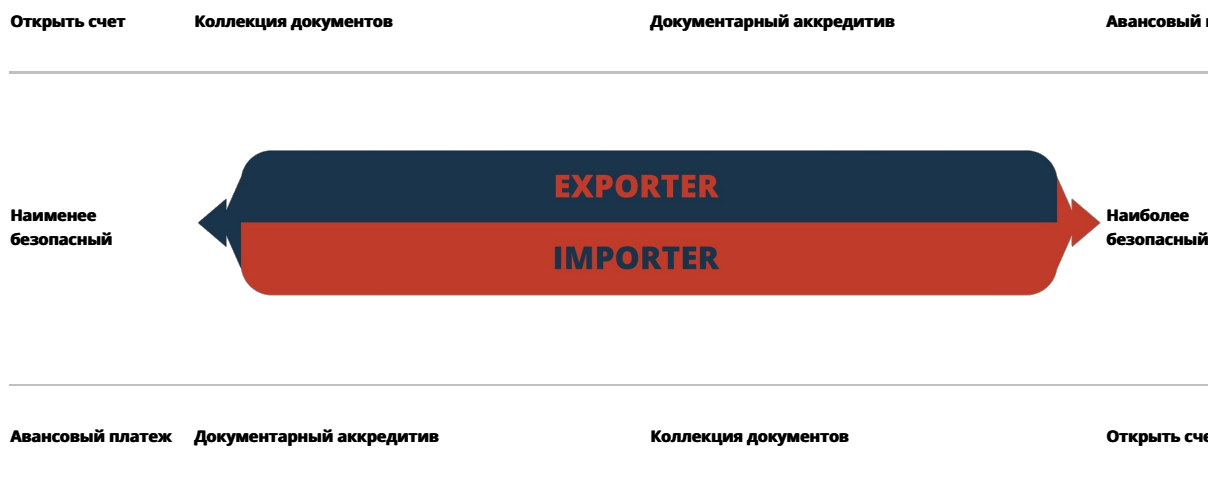 Открыть счет Коллекция документов Документарный аккредитив Авансовый
EXPORTER
Наименее Наиболее
безопасный безопасный
IMPORTER
Авансовый платеж Документарный аккредитив Коллекция документов Открыть